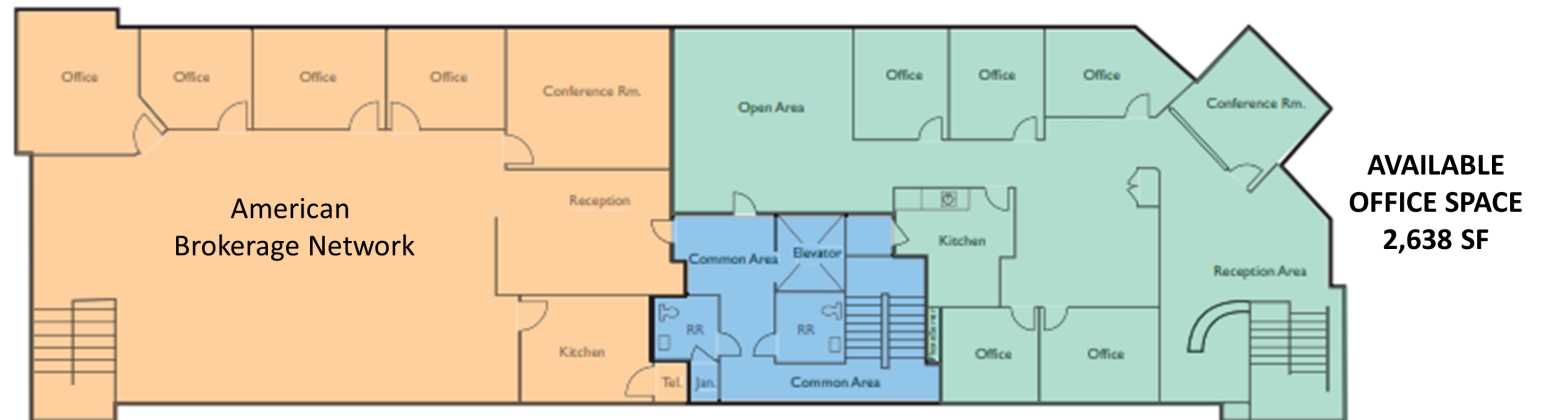 Office
Office
Office
Office
Conference Rm.
Open Area
Office
Office
Office
Conference Rm.
AVAILABLE
OFFICE SPACE
2,638 SF
American
Brokerage Network
Reception
Common Area
Elevator
Kitchen
Reception Area
RR
RR
Kitchen
Office
Office
Tel.
Jan.
Common Area